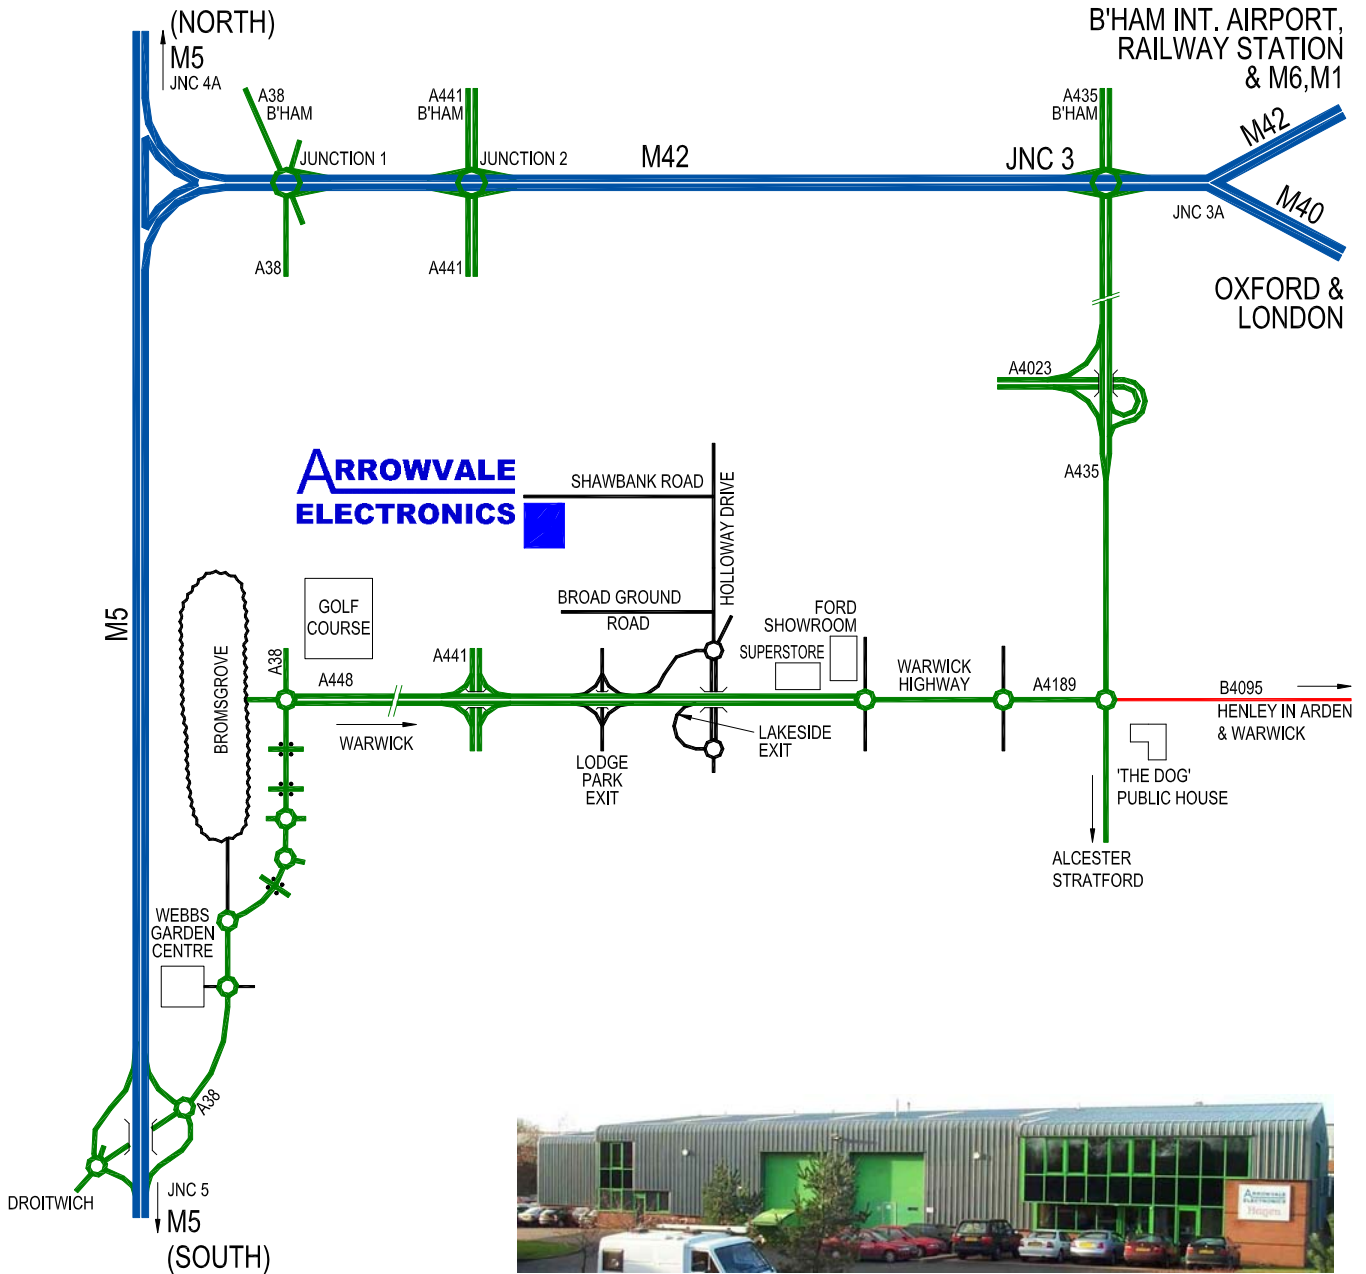 (NORTH)
M5
JNC 4A
B'HAM INT. AIRPORT,
RAILWAY STATION
& M6,M1
A38
B'HAM
A441
B'HAM
A435
B'HAM
JUNCTION 1
JUNCTION 2
M42
JNC 3
M42
M40
JNC 3A
A38
A441
OXFORD &
LONDON
A4023
A435
ARROWVALE
ELECTRONICS
SHAWBANK ROAD
HOLLOWAY DRIVE
BROAD GROUND
ROAD
M5
GOLF
COURSE
BROMSGROVE
A38
A448
A441
WARWICK
FORD
SHOWROOM
SUPERSTORE
WARWICK
HIGHWAY
A4189
B4095
HENLEY IN ARDEN
& WARWICK
LAKESIDE
EXIT
LODGE
PARK
EXIT
'THE DOG'
PUBLIC HOUSE
ALCESTER
STRATFORD
WEBBS
GARDEN
CENTRE
A38
DROITWICH
JNC 5
M5
(SOUTH)
ARROWVALE
ELECTRONICS
Hagen